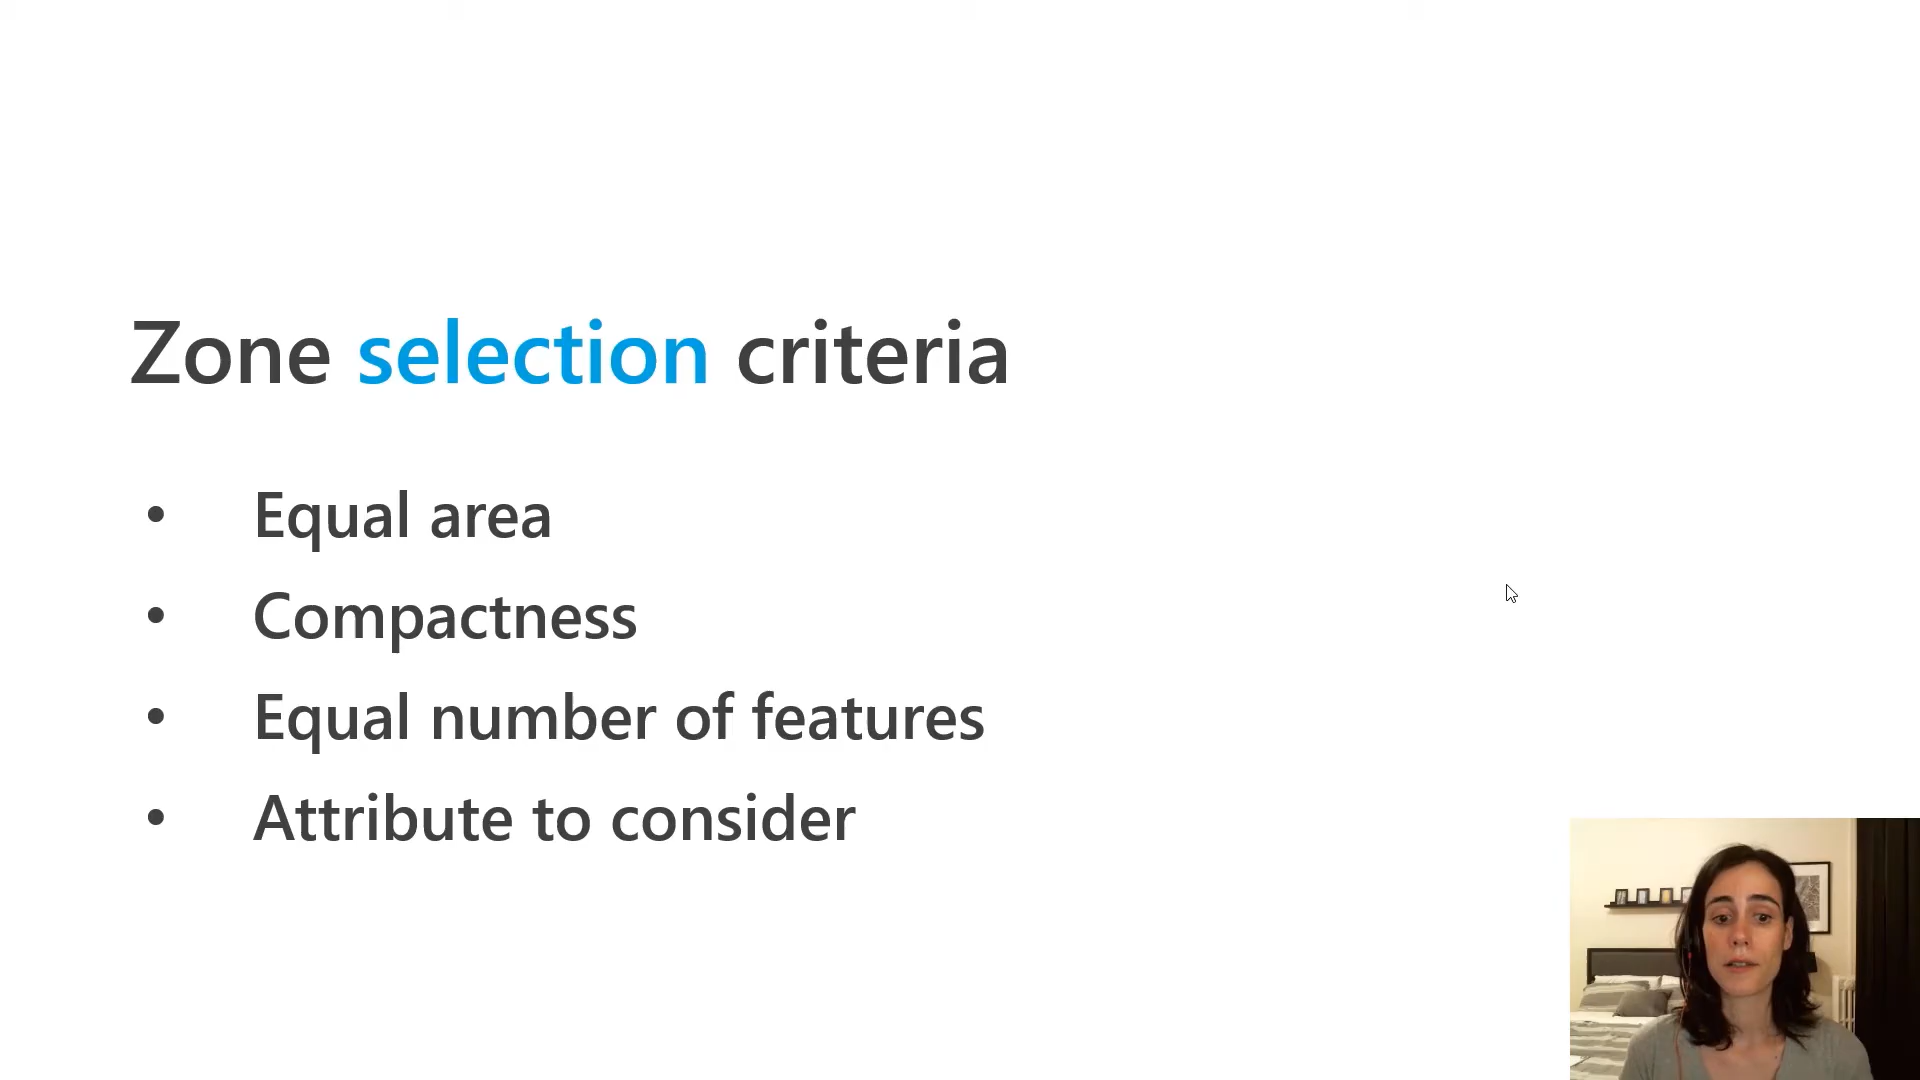 Zone selection criteria
• Equal area
• Compactness
• Equal number of features
• Attribute to consider